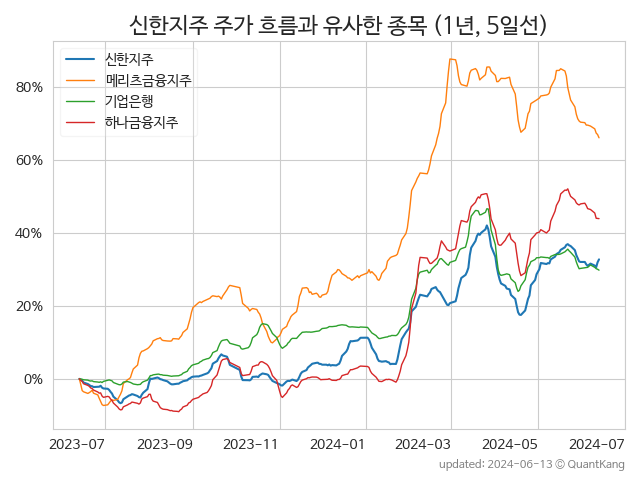 신한지주 주가 흐름과 유사한 종목 (1년, 5일선)
신한지주
메리츠금융지주
기업은행
하나금융지주
80%
60%
40%
20%
0%
2023-07 2023-09 2023-11 2024-01 2024-03 2024-05 2024-07
updated: 2024-06-13 © QuantKang